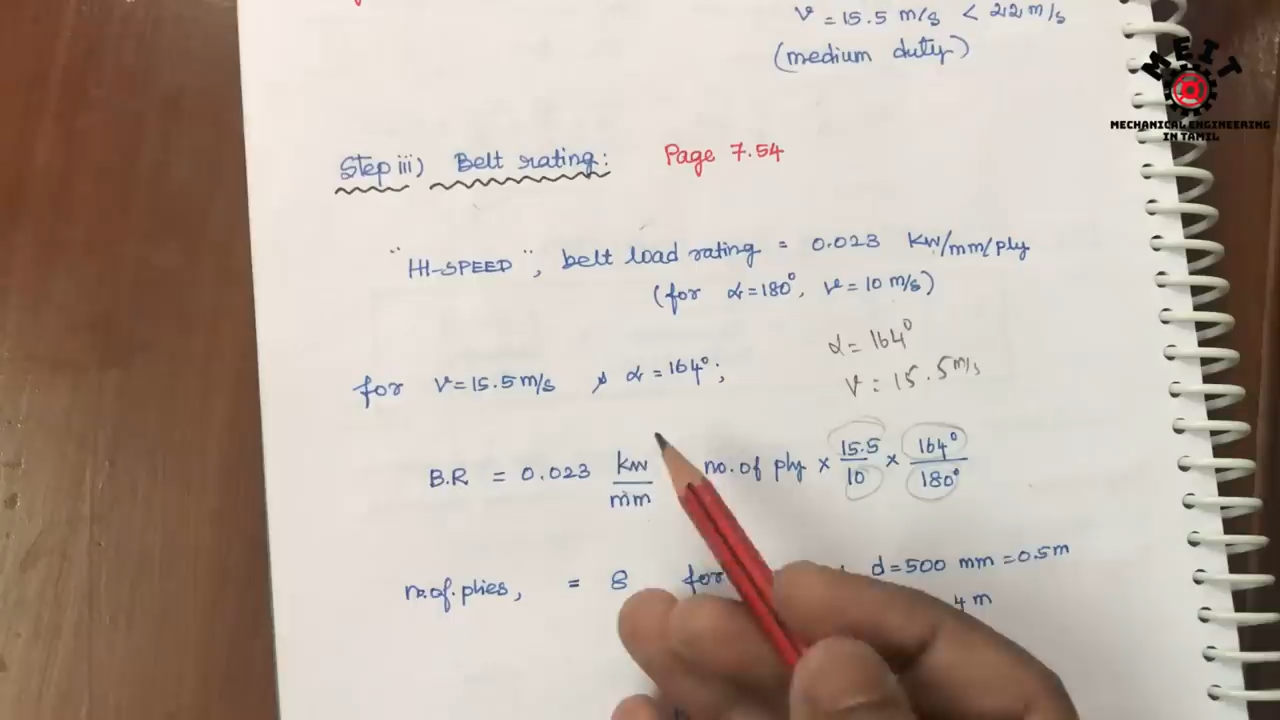 v = 15.5 m/s < 22 m/s
(medium duty)
MEIT
MECHANICAL ENGINEERING
IN TAMIL
Step iii) Belt rating: Page 7.54
"HI-SPEED", belt load rating = 0.023 kW/mm/ply
(for α=180°, v=10 m/s)
α = 164°
v = 15.5 m/s
for v=15.5 m/s , α = 164°;
B.R = 0.023 kW/mm no. of ply × 15.5/10 × 164°/180°
no.of.plies, = 8 for d=500 mm = 0.5m
4 m